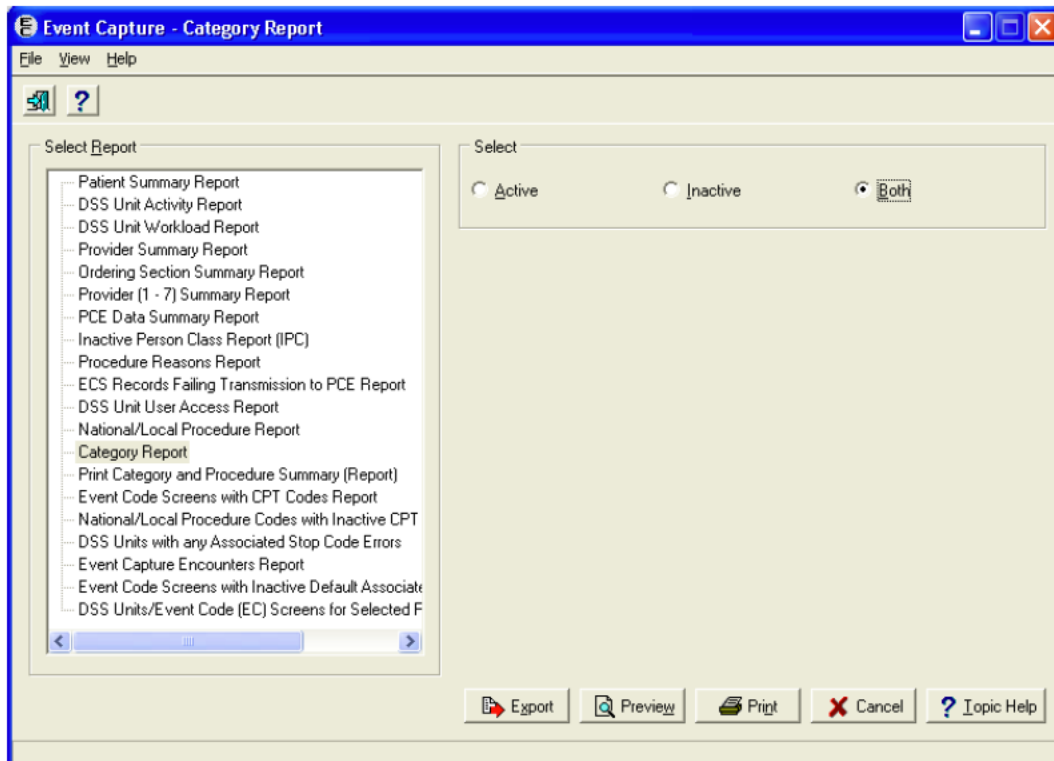 Event Capture - Category Report
File View Help
Select Report
Patient Summary Report
DSS Unit Activity Report
DSS Unit Workload Report
Provider Summary Report
Ordering Section Summary Report
Provider (1 - 7) Summary Report
PCE Data Summary Report
Inactive Person Class Report (IPC)
Procedure Reasons Report
ECS Records Failing Transmission to PCE Report
DSS Unit User Access Report
National/Local Procedure Report
Category Report
Print Category and Procedure Summary (Report)
Event Code Screens with CPT Codes Report
National/Local Procedure Codes with Inactive CPT
DSS Units with any Associated Stop Code Errors
Event Capture Encounters Report
Event Code Screens with Inactive Default Associate
DSS Units/Event Code (EC) Screens for Selected F
Select
Active Inactive Both
Export Preview Print Cancel ? Topic Help